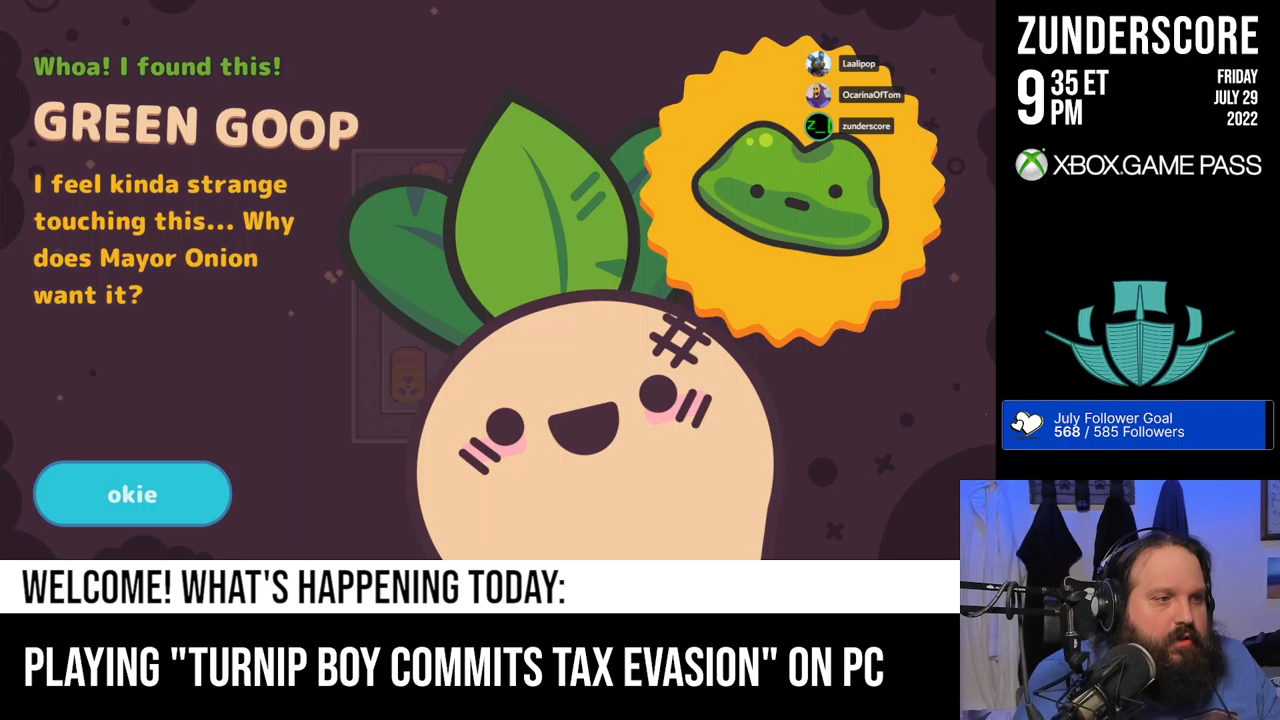 Whoa! I found this!
GREEN GOOP
I feel kinda strange
touching this... Why
does Mayor Onion
want it?
okie
Laalipop
OcarinaOfTom
z_
zunderscore
ZUNDERSCORE
9 35 ET
PM
FRIDAY
JULY 29
2022
XBOX GAME PASS
July Follower Goal
568 / 585 Followers
WELCOME! WHAT'S HAPPENING TODAY:
PLAYING "TURNIP BOY COMMITS TAX EVASION" ON PC